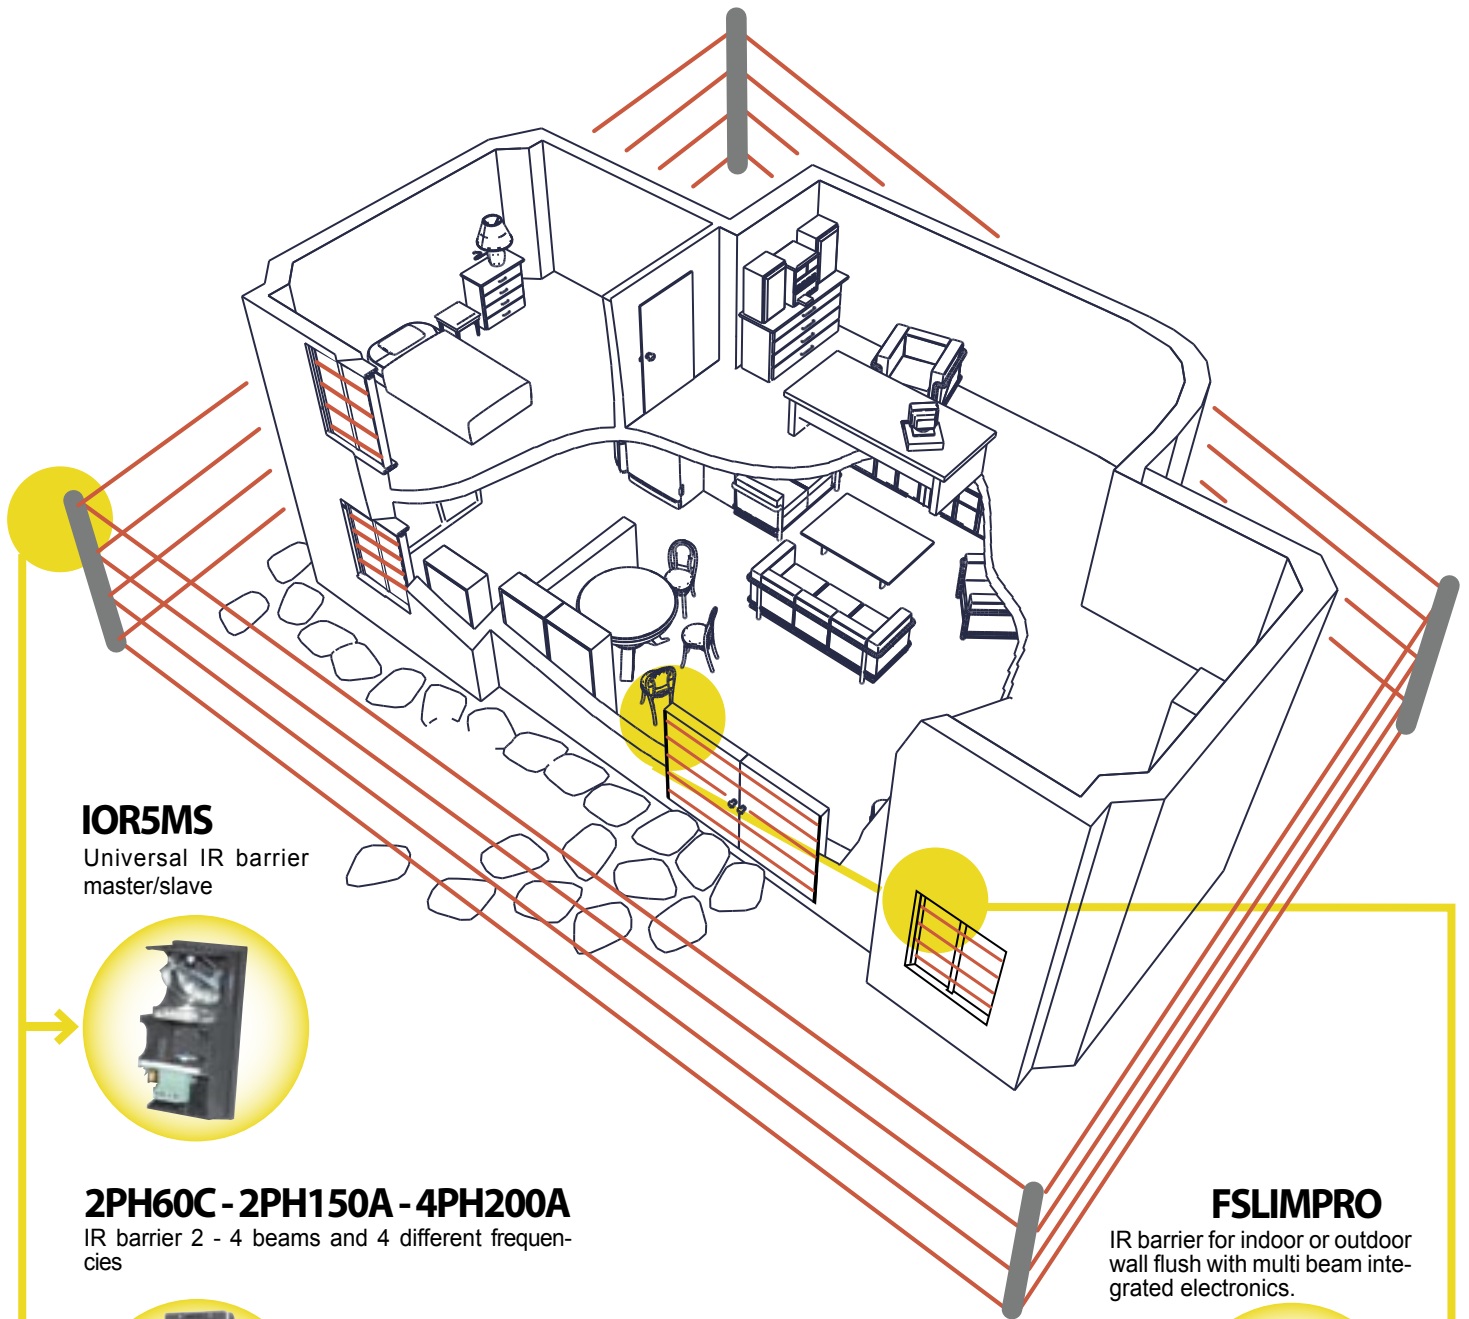 IOR5MS
Universal IR barrier
master/slave
2PH60C - 2PH150A - 4PH200A
IR barrier 2 - 4 beams and 4 different frequen-
cies
FSLIMPRO
IR barrier for indoor or outdoor
wall flush with multi beam inte-
grated electronics.